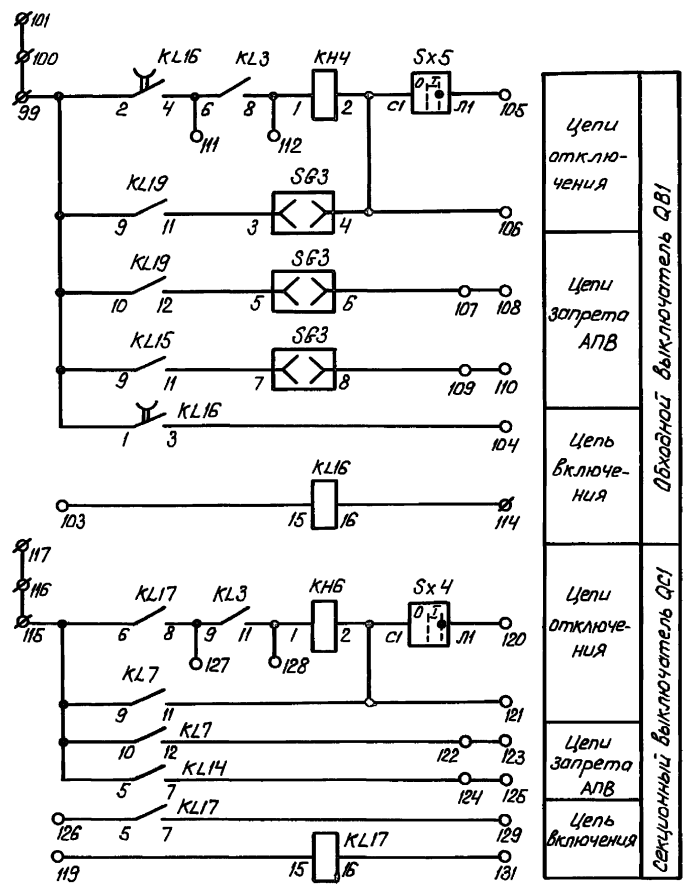 101
100
99
KL16
KL3
KH4
Sx5
2 4 6 8 1 2 C1 O I Л1 105
111 112
KL19
SG3
9 11 3 4 106
KL19
SG3
10 12 5 6 107 108
KL15
SG3
9 11 7 8 109 110
KL16
1 3 104
KL16
103 15 16 114
117
116
115
KL17
KL3
KH6
Sx4
6 8 9 11 1 2 C1 O I Л1 120
127 128
KL7
9 11 121
KL7
10 12 122 123
KL14
5 7 124 125
KL17
126 5 7 129
KL17
119 15 16 131
Цепи
отклю-
чения
Цепи
запрета
АПВ
Цепь
включе-
ния
Обходной выключатель QB1
Цепи
отключе-
ния
Цепи
запрета
АПВ
Цепь
включения
Секционный выключатель QC1